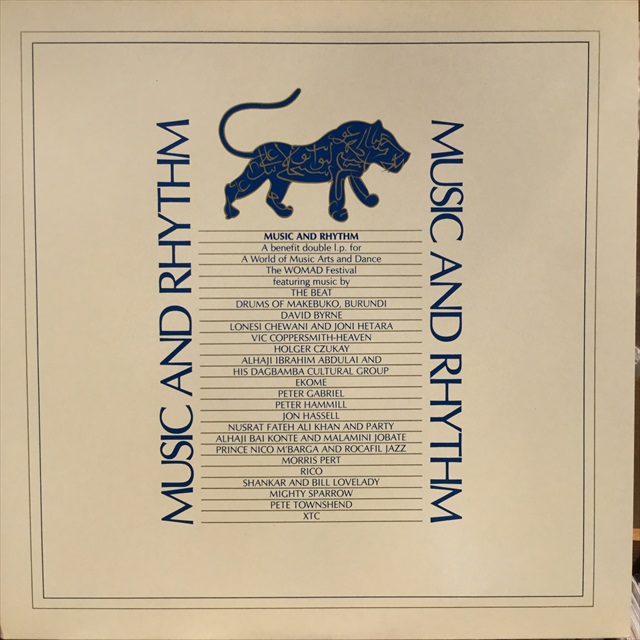 MUSIC AND RHYTHM
MUSIC AND RHYTHM
MUSIC AND RHYTHM
A benefit double l.p. for
A World of Music Arts and Dance
The WOMAD Festival
featuring music by
THE BEAT
DRUMS OF MAKEBUKO, BURUNDI
DAVID BYRNE
LONESI CHEWANI AND JONI HETARA
VIC COPPERSMITH-HEAVEN
HOLGER CZUKAY
ALHAJI IBRAHIM ABDULAI AND
HIS DAGBAMBA CULTURAL GROUP
EKOME
PETER GABRIEL
PETER HAMMILL
JON HASSELL
NUSRAT FATEH ALI KHAN AND PARTY
ALHAJI BAI KONTE AND MALAMINI JOBATE
PRINCE NICO M'BARGA AND ROCAFIL JAZZ
MORRIS PERT
RICO
SHANKAR AND BILL LOVELADY
MIGHTY SPARROW
PETE TOWNSHEND
XTC